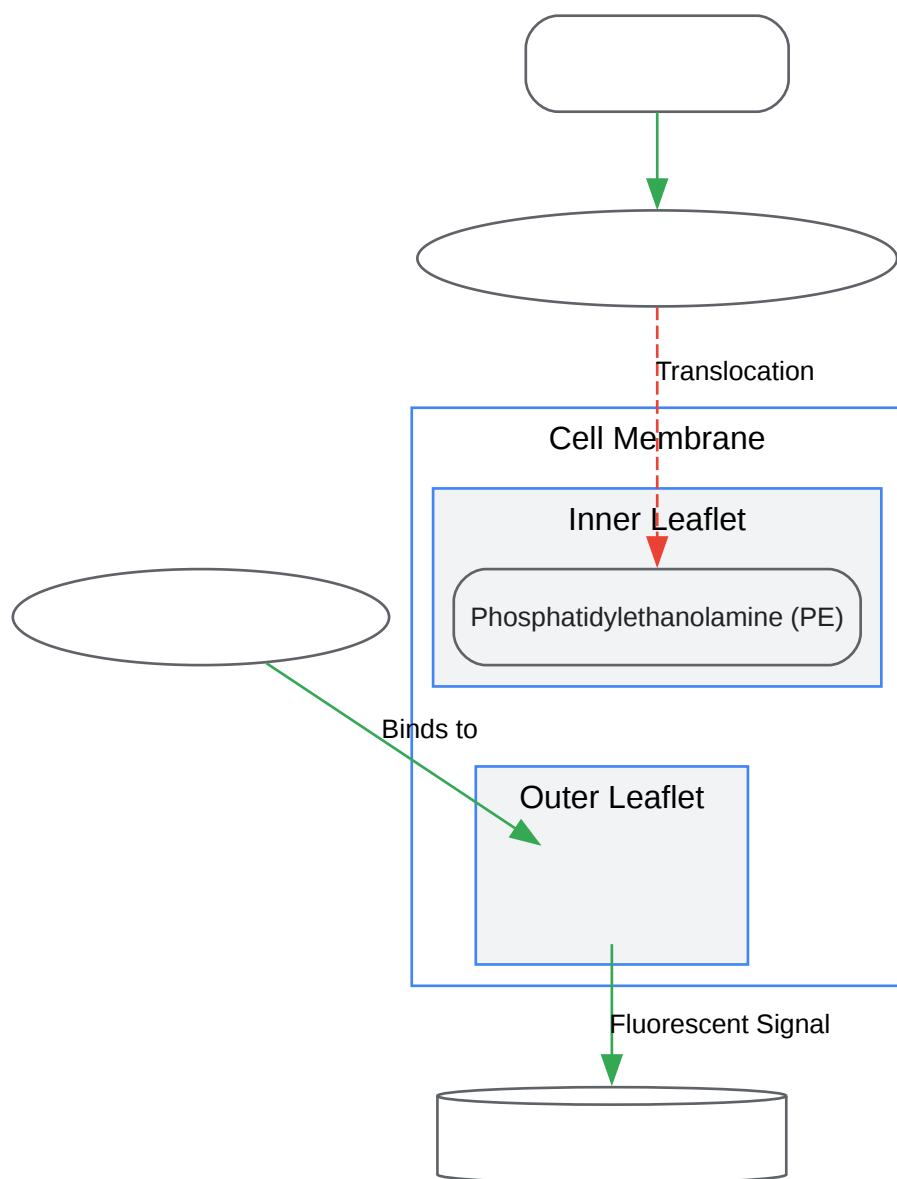 Translocation
Cell Membrane
Inner Leaflet
Phosphatidylethanolamine (PE)
Binds to
Outer Leaflet
Fluorescent Signal